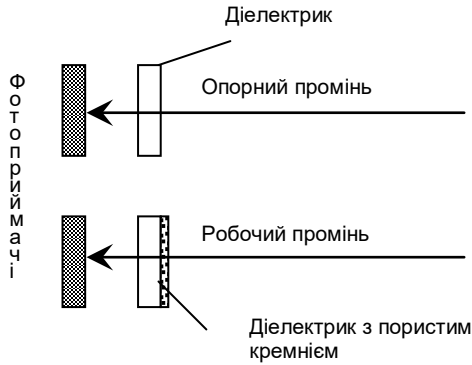 Діелектрик
Фотоприймачі
Опорний промінь
Робочий промінь
Діелектрик з пористим
кремнієм